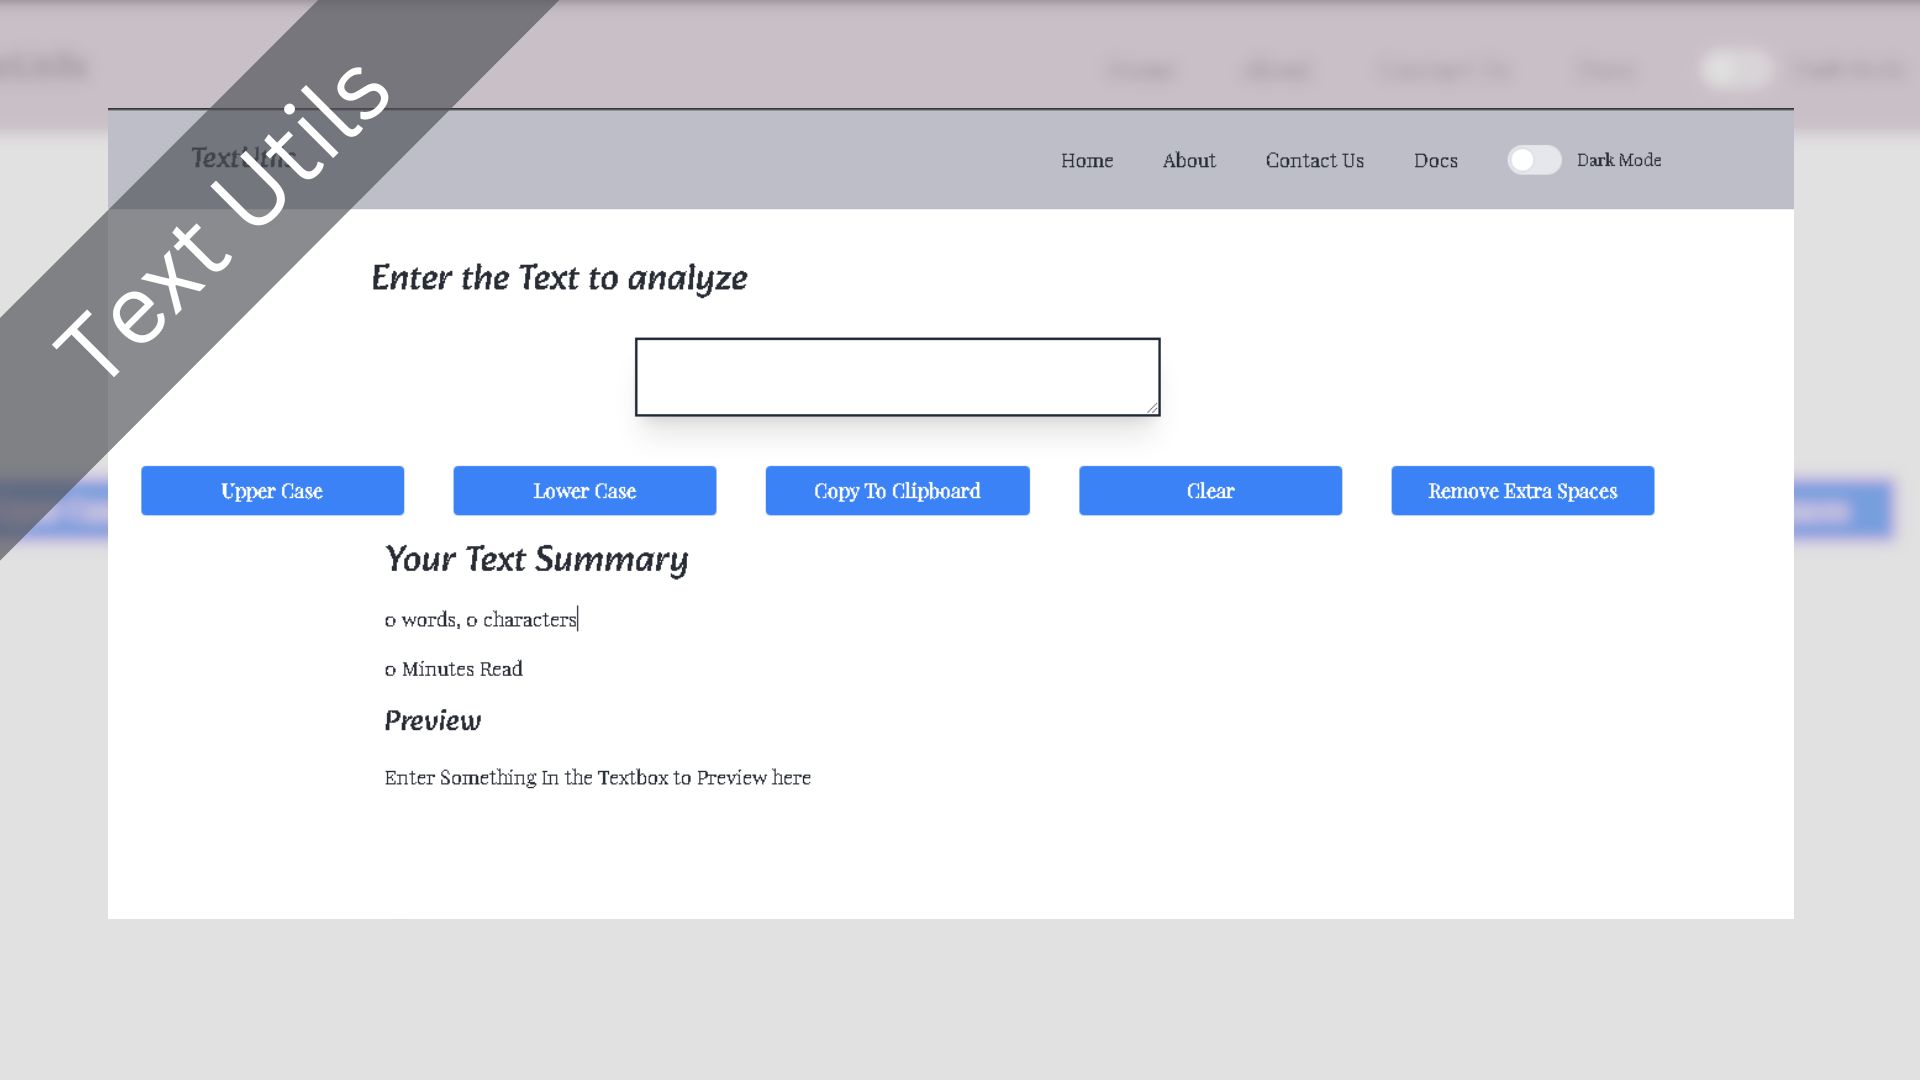 Text Utils
TextUtils
Home About Contact Us Docs Dark Mode
Enter the Text to analyze
Upper Case Lower Case Copy To Clipboard Clear Remove Extra Spaces
Your Text Summary
0 words, 0 characters
0 Minutes Read
Preview
Enter Something In the Textbox to Preview here